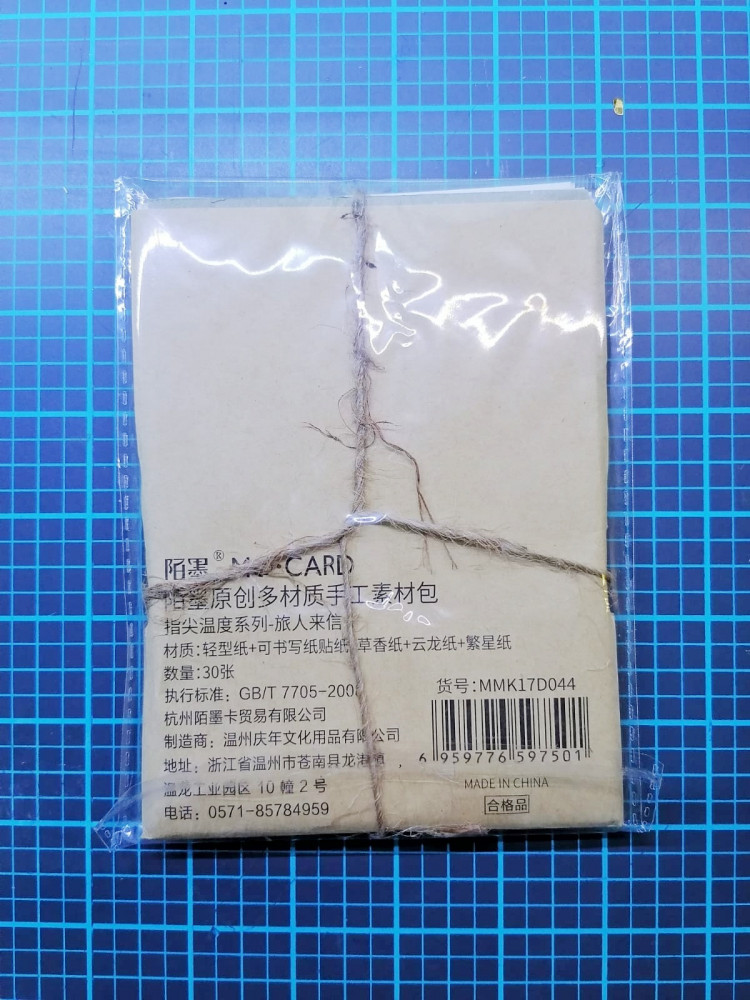 陌墨® M CARD
陌墨原创多材质手工素材包
指尖温度系列-旅人来信
材质:轻型纸+可书写纸贴纸 草香纸+云龙纸+繁星纸
数量:30张
执行标准: GB/T 7705-200
杭州陌墨卡贸易有限公司
制造商: 温州庆年文化用品有限公司
地址: 浙江省温州市苍南县龙港镇,
温龙工业园区 10 幢 2 号
电话: 0571-85784959
货号:MMK17D044
6 959776 597501
MADE IN CHINA
合格品